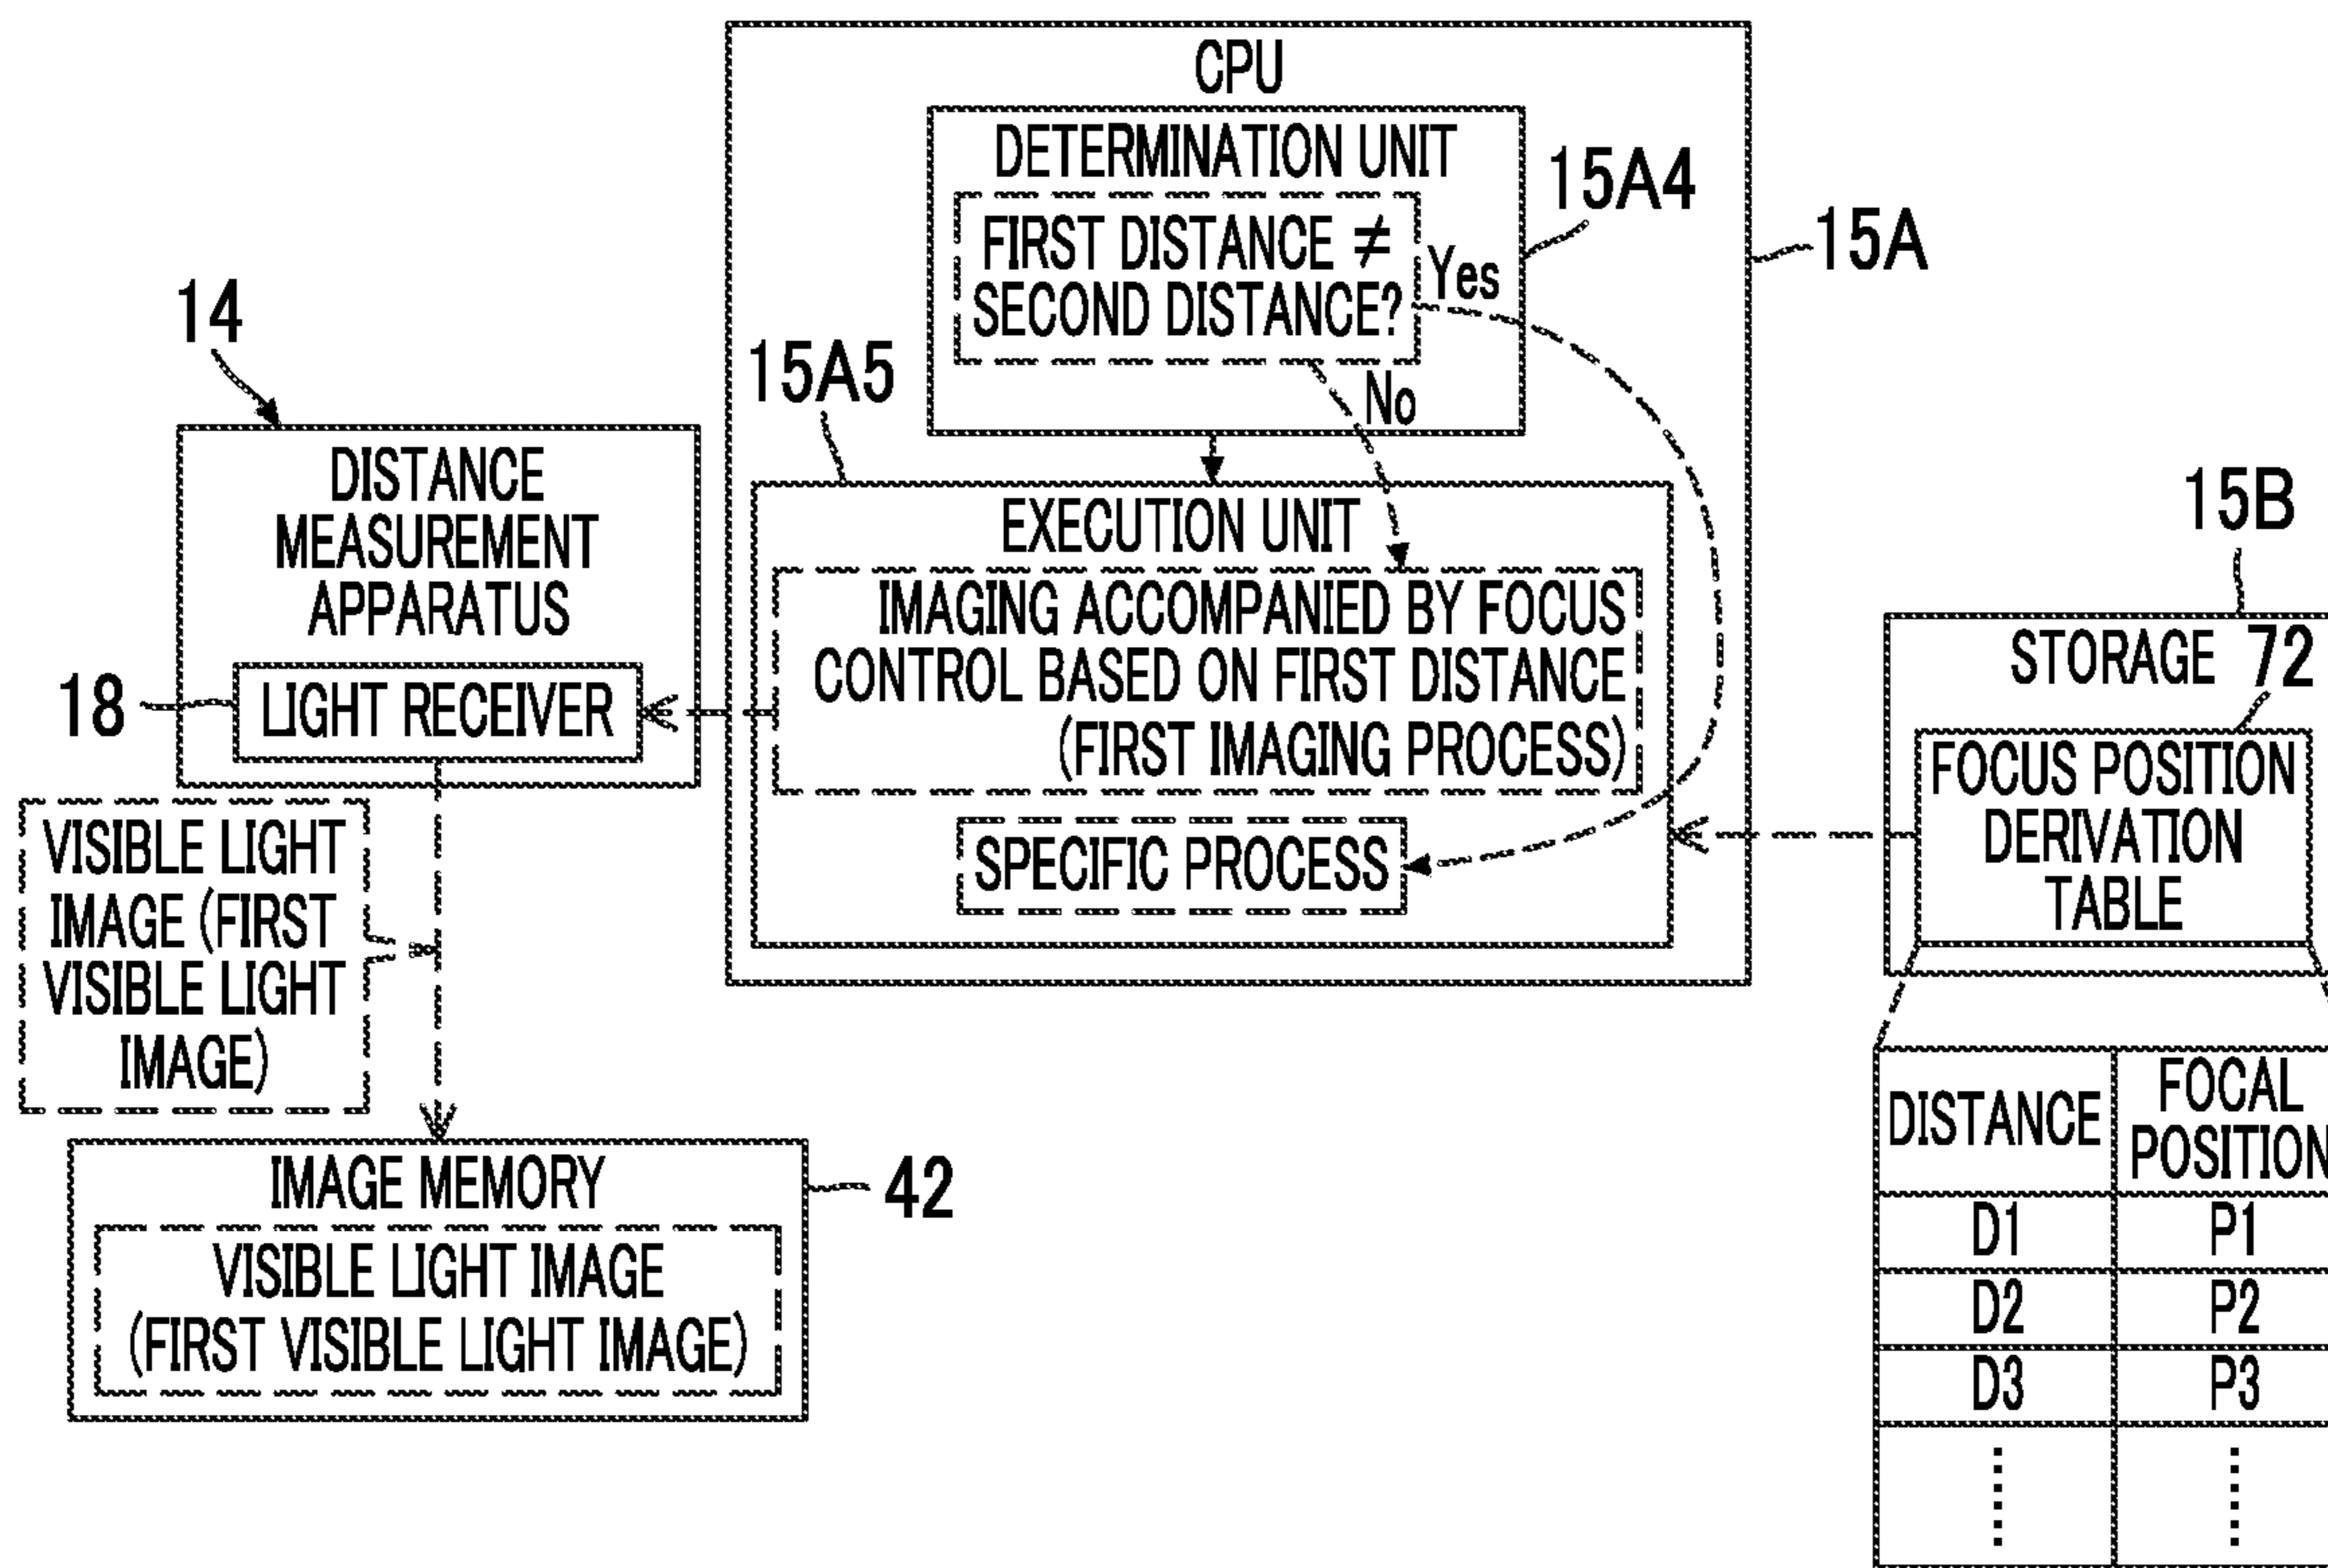 CPU
DETERMINATION UNIT
FIRST DISTANCE ≠
SECOND DISTANCE?
Yes
No
15A4
15A
14
15A5
DISTANCE
MEASUREMENT
APPARATUS
18
LIGHT RECEIVER
EXECUTION UNIT
IMAGING ACCOMPANIED BY FOCUS
CONTROL BASED ON FIRST DISTANCE
(FIRST IMAGING PROCESS)
SPECIFIC PROCESS
15B
STORAGE
72
FOCUS POSITION
DERIVATION
TABLE
VISIBLE LIGHT
IMAGE (FIRST
VISIBLE LIGHT
IMAGE)
IMAGE MEMORY
42
VISIBLE LIGHT IMAGE
(FIRST VISIBLE LIGHT IMAGE)
DISTANCE
FOCAL
POSITION
D1 P1
D2 P2
D3 P3